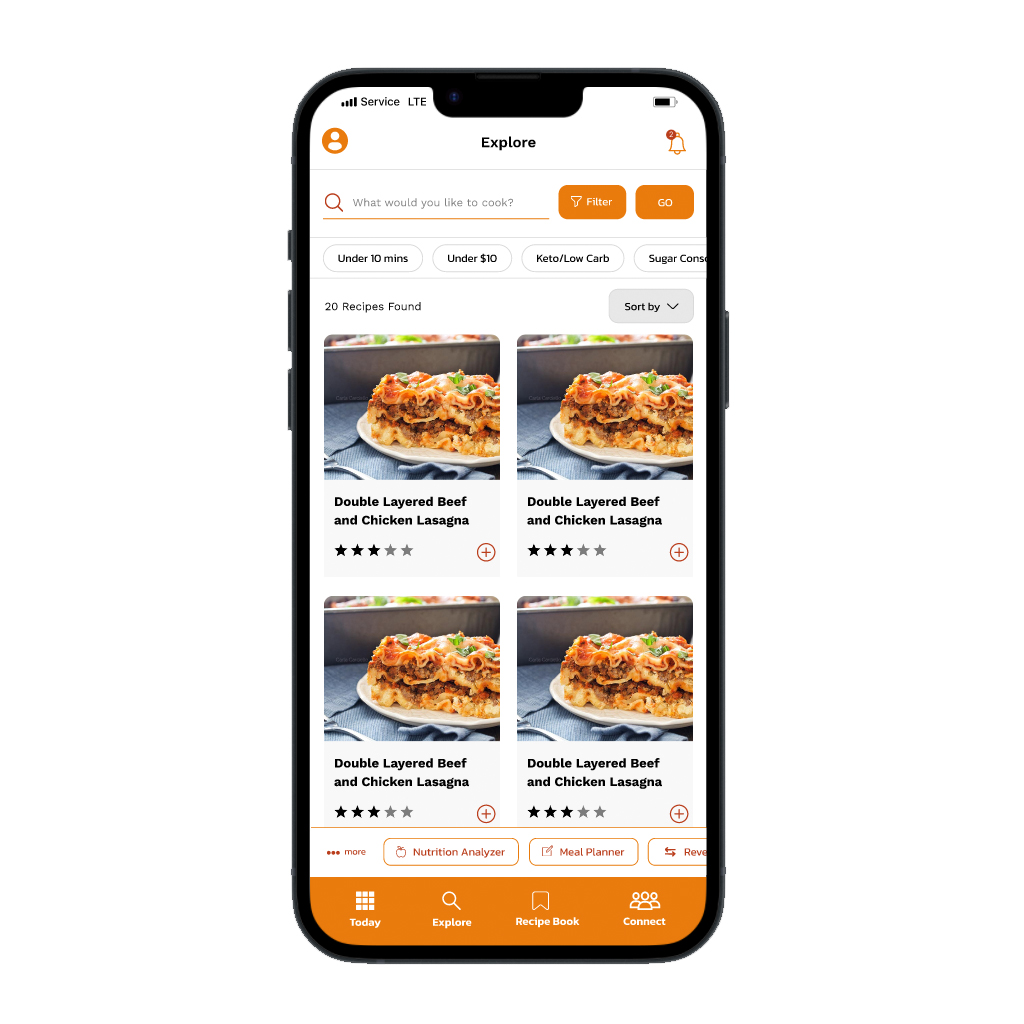 Service LTE
Explore
2
What would you like to cook?
Filter
GO
Under 10 mins
Under $10
Keto/Low Carb
Sugar Consc
20 Recipes Found
Sort by
Double Layered Beef
and Chicken Lasagna
Double Layered Beef
and Chicken Lasagna
Double Layered Beef
and Chicken Lasagna
Double Layered Beef
and Chicken Lasagna
more
Nutrition Analyzer
Meal Planner
Reve
Today
Explore
Recipe Book
Connect